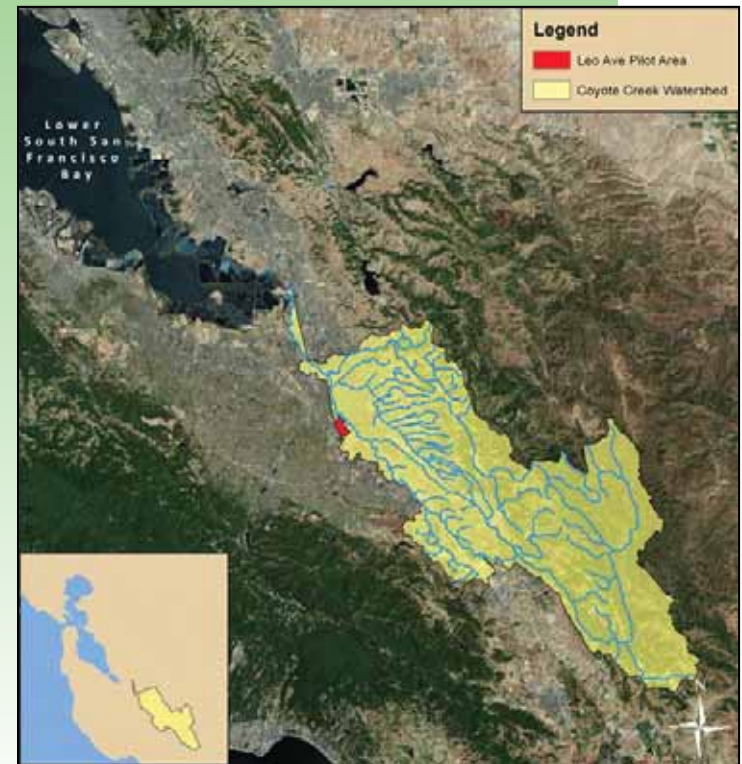 Legend
Leo Ave Pilot Area
Coyote Creek Watershed
Lower
South San
Francisco
Bay
N